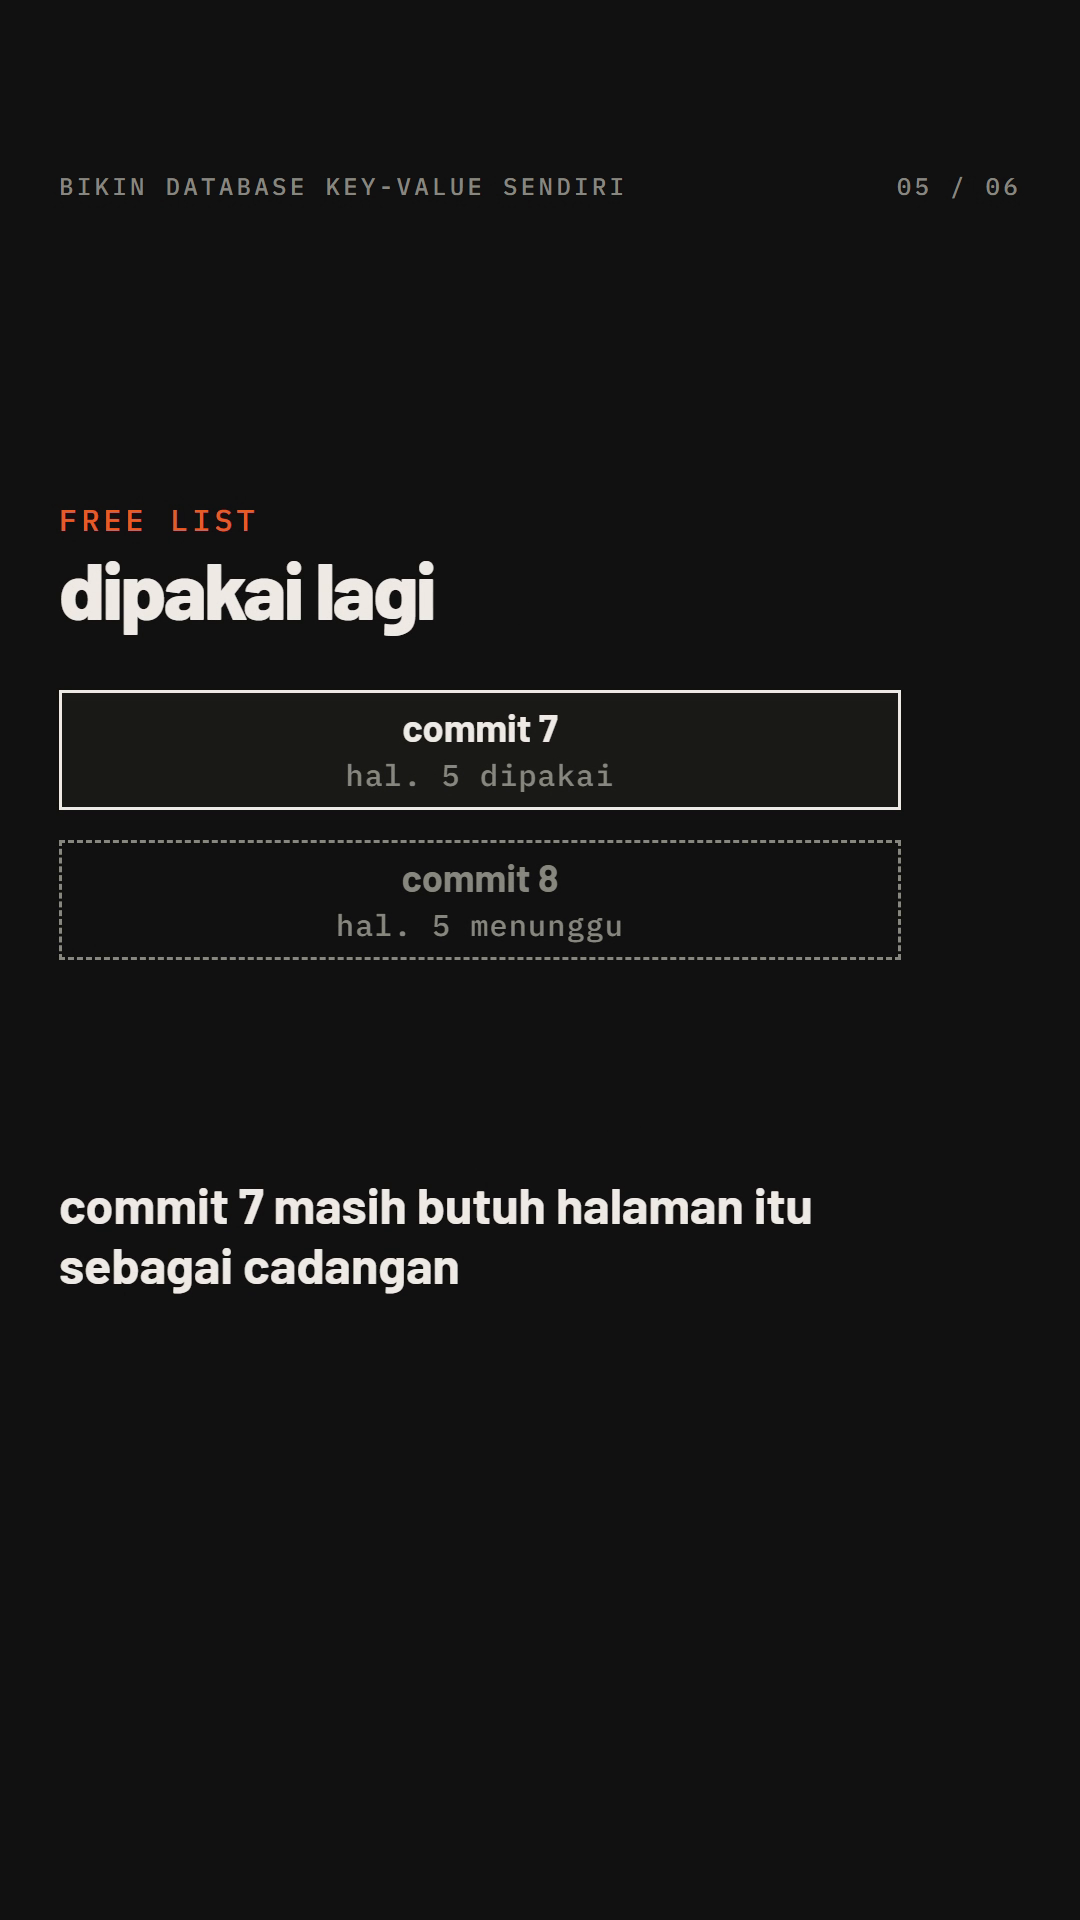 BIKIN DATABASE KEY-VALUE SENDIRI
05 / 06
FREE LIST
dipakai lagi
commit 7
hal. 5 dipakai
commit 8
hal. 5 menunggu
commit 7 masih butuh halaman itu
sebagai cadangan